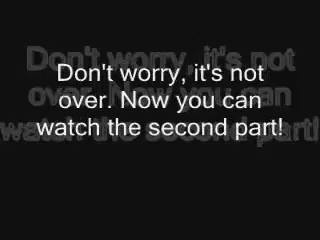 Don't worry, it's not
over. Now you can
watch the second part!